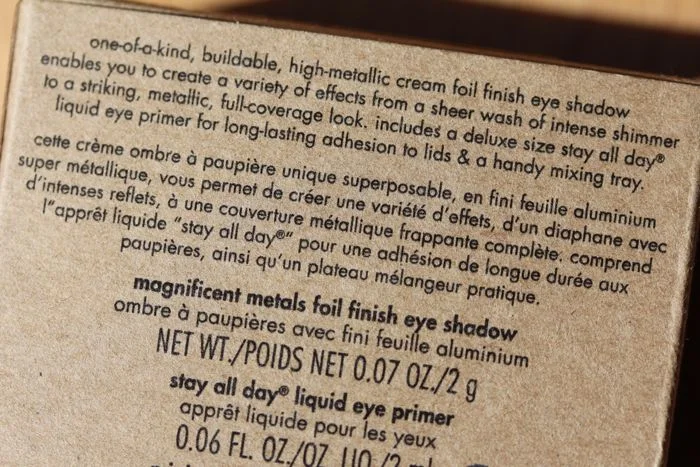 one-of-a-kind, buildable, high-metallic cream foil finish eye shadow
enables you to create a variety of effects from a sheer wash of intense shimmer
to a striking, metallic, full-coverage look. includes a deluxe size stay all day®
liquid eye primer for long-lasting adhesion to lids & a handy mixing tray.
cette crème ombre à paupière unique superposable, en fini feuille aluminium
super métallique, vous permet de créer une variété d'effets, d'un diaphane avec
d'intenses reflets, à une couverture métallique frappante complète. comprend
l"apprêt liquide "stay all day®" pour une adhésion de longue durée aux
paupières, ainsi qu'un plateau mélangeur pratique.
magnificent metals foil finish eye shadow
ombre à paupières avec fini feuille aluminium
NET WT./POIDS NET 0.07 OZ./2 g
stay all day® liquid eye primer
apprêt liquide pour les yeux
0.06 FL. OZ./OZ. LIQ./2